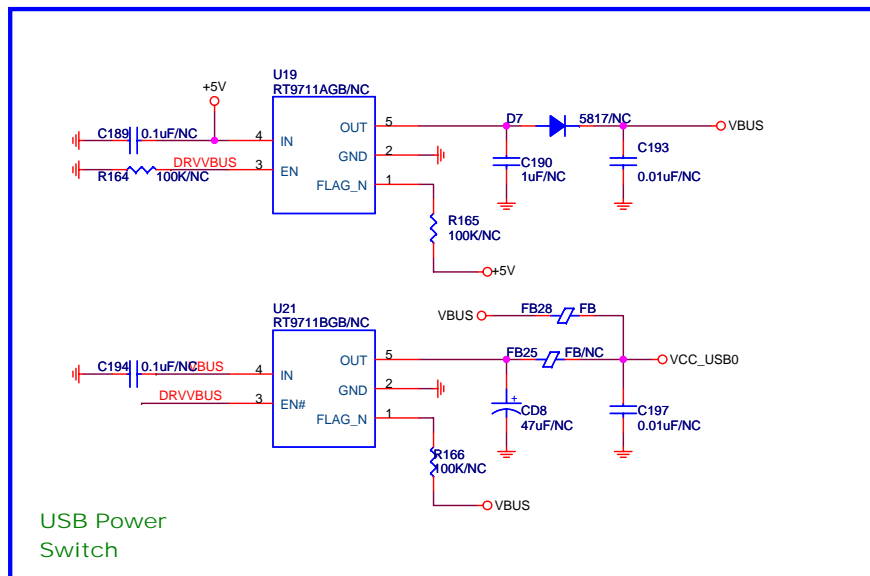 U19
RT9711AGB/NC
+5V
C189
0.1uF/NC
4
IN
OUT
5
D7
5817/NC
VBUS
DRVVBUS
3
EN
GND
2
R164
100K/NC
FLAG_N
1
C190
1uF/NC
C193
0.01uF/NC
R165
100K/NC
+5V
U21
RT9711BGB/NC
VBUS
FB28
FB
C194
0.1uF/NC
VBUS
4
IN
OUT
5
FB25
FB/NC
VCC_USB0
DRVVBUS
3
EN#
GND
2
FLAG_N
1
CD8
47uF/NC
+
C197
0.01uF/NC
R166
100K/NC
VBUS
USB Power
Switch